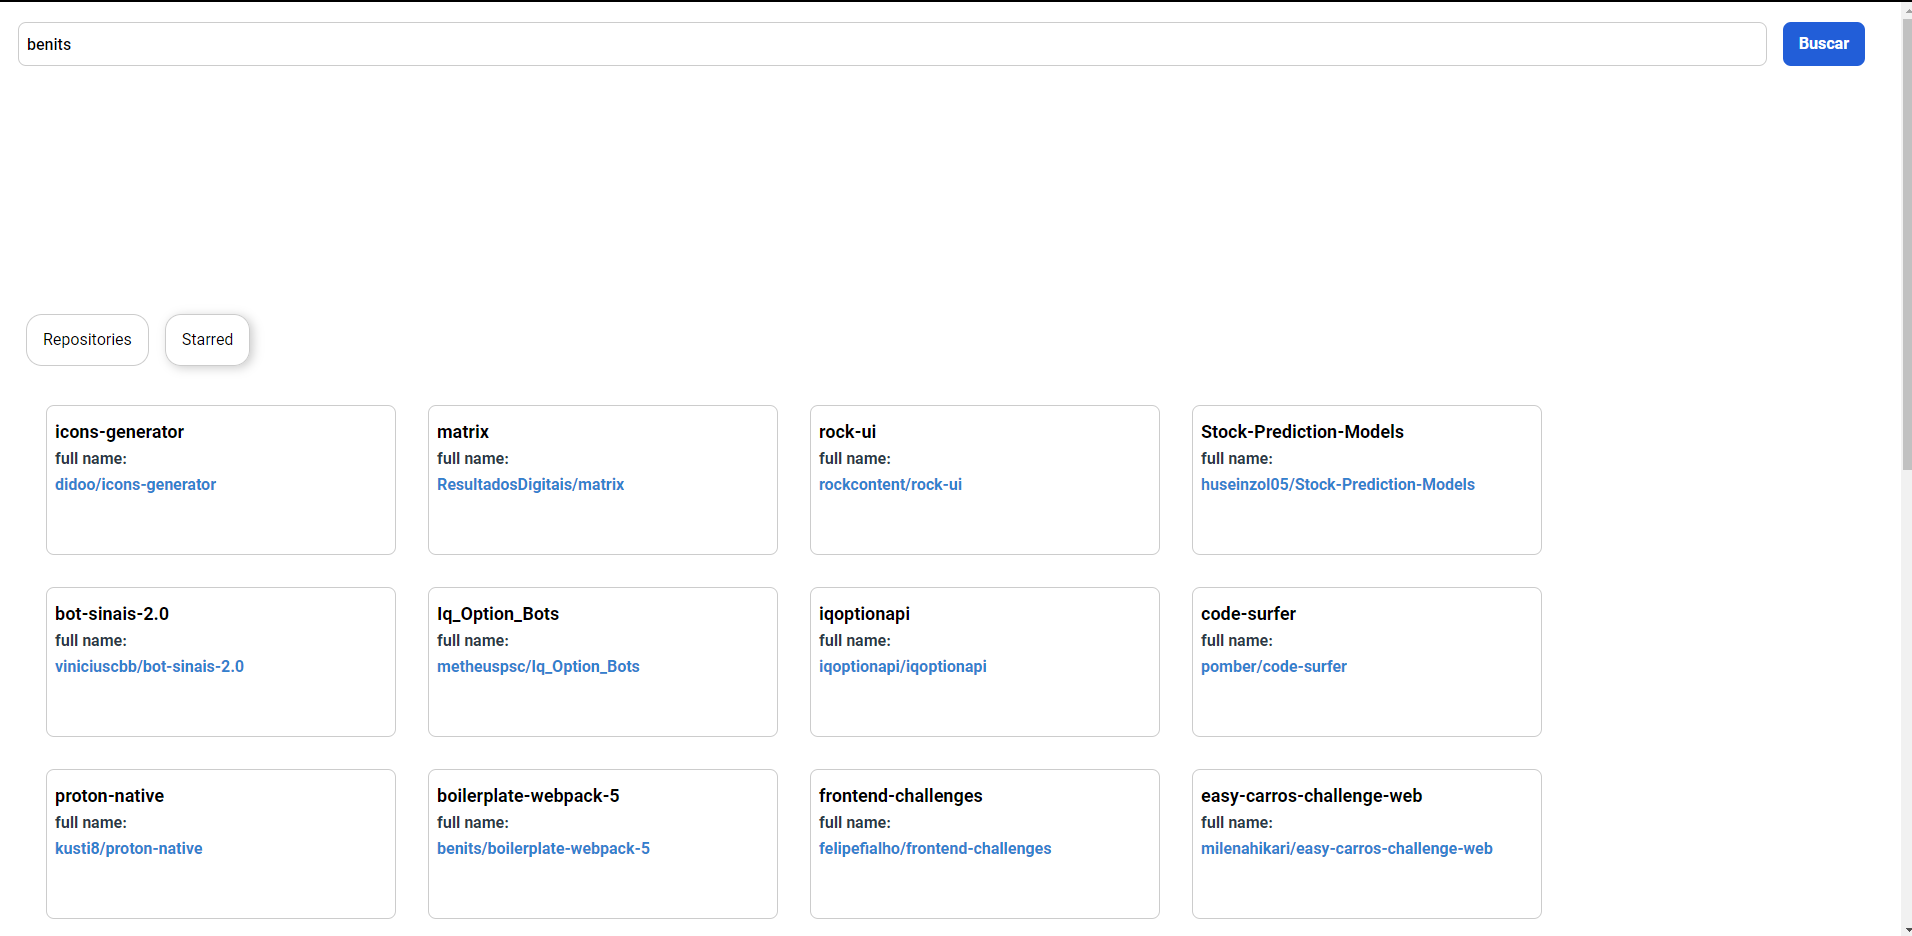 benits
Buscar
Repositories
Starred
icons-generator
full name:
didoo/icons-generator
matrix
full name:
ResultadosDigitais/matrix
rock-ui
full name:
rockcontent/rock-ui
Stock-Prediction-Models
full name:
huseinzol05/Stock-Prediction-Models
bot-sinais-2.0
full name:
viniciuscbb/bot-sinais-2.0
Iq_Option_Bots
full name:
metheuspsc/Iq_Option_Bots
iqoptionapi
full name:
iqoptionapi/iqoptionapi
code-surfer
full name:
pomber/code-surfer
proton-native
full name:
kusti8/proton-native
boilerplate-webpack-5
full name:
benits/boilerplate-webpack-5
frontend-challenges
full name:
felipefialho/frontend-challenges
easy-carros-challenge-web
full name:
milenahikari/easy-carros-challenge-web